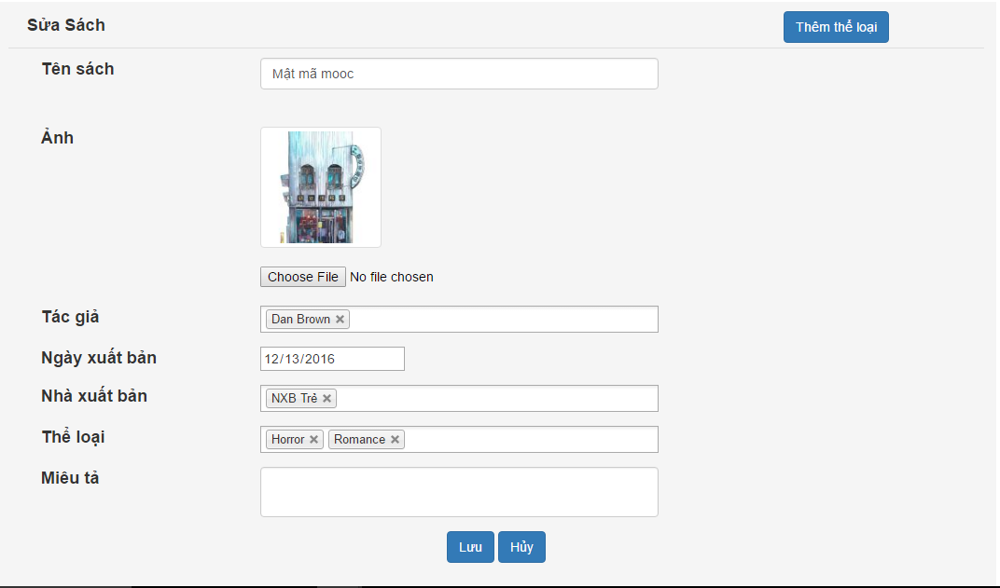 Sửa Sách Thêm thể loại
Tên sách Mật mã mooc
Ảnh
Choose File No file chosen
Tác giả Dan Brown ×
Ngày xuất bản 12/13/2016
Nhà xuất bản NXB Trẻ ×
Thể loại Horror × Romance ×
Miêu tả
Lưu Hủy